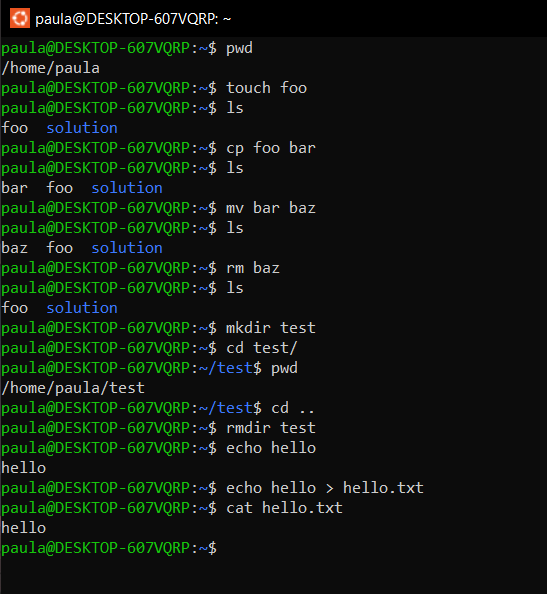 paula@DESKTOP-607VQRP: ~
paula@DESKTOP-607VQRP:~$ pwd
/home/paula
paula@DESKTOP-607VQRP:~$ touch foo
paula@DESKTOP-607VQRP:~$ ls
foo  solution
paula@DESKTOP-607VQRP:~$ cp foo bar
paula@DESKTOP-607VQRP:~$ ls
bar  foo  solution
paula@DESKTOP-607VQRP:~$ mv bar baz
paula@DESKTOP-607VQRP:~$ ls
baz  foo  solution
paula@DESKTOP-607VQRP:~$ rm baz
paula@DESKTOP-607VQRP:~$ ls
foo  solution
paula@DESKTOP-607VQRP:~$ mkdir test
paula@DESKTOP-607VQRP:~$ cd test/
paula@DESKTOP-607VQRP:~/test$ pwd
/home/paula/test
paula@DESKTOP-607VQRP:~/test$ cd ..
paula@DESKTOP-607VQRP:~$ rmdir test
paula@DESKTOP-607VQRP:~$ echo hello
hello
paula@DESKTOP-607VQRP:~$ echo hello > hello.txt
paula@DESKTOP-607VQRP:~$ cat hello.txt
hello
paula@DESKTOP-607VQRP:~$